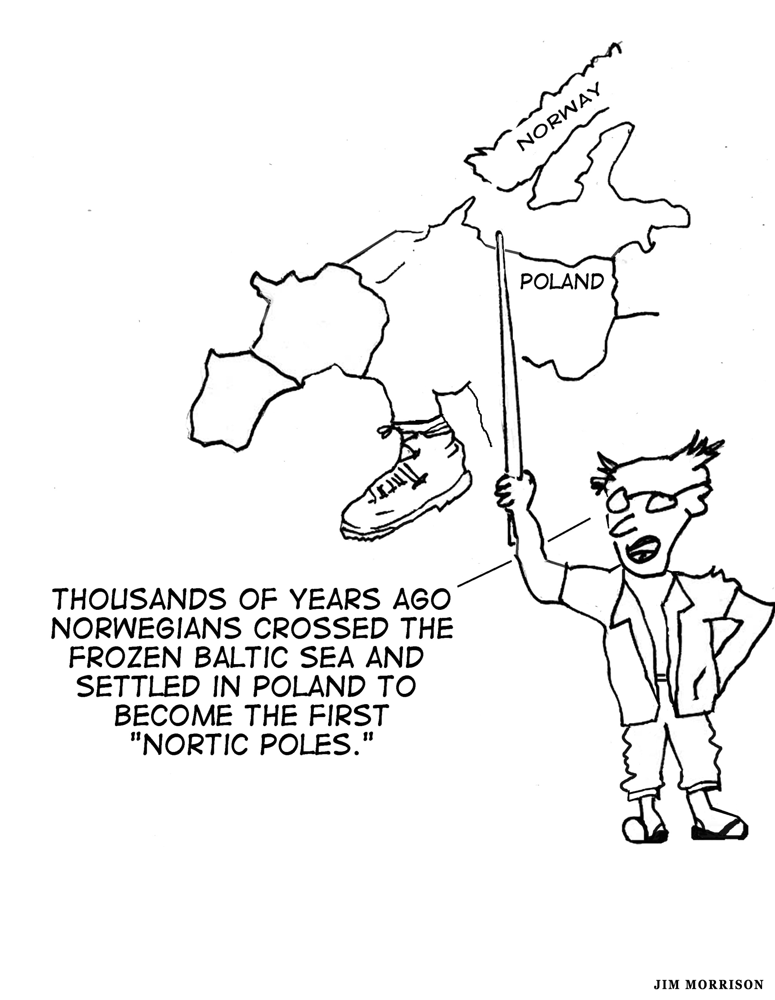 NORWAY
POLAND
THOUSANDS OF YEARS AGO
NORWEGIANS CROSSED THE
FROZEN BALTIC SEA AND
SETTLED IN POLAND TO
BECOME THE FIRST
"NORTIC POLES."
JIM MORRISON